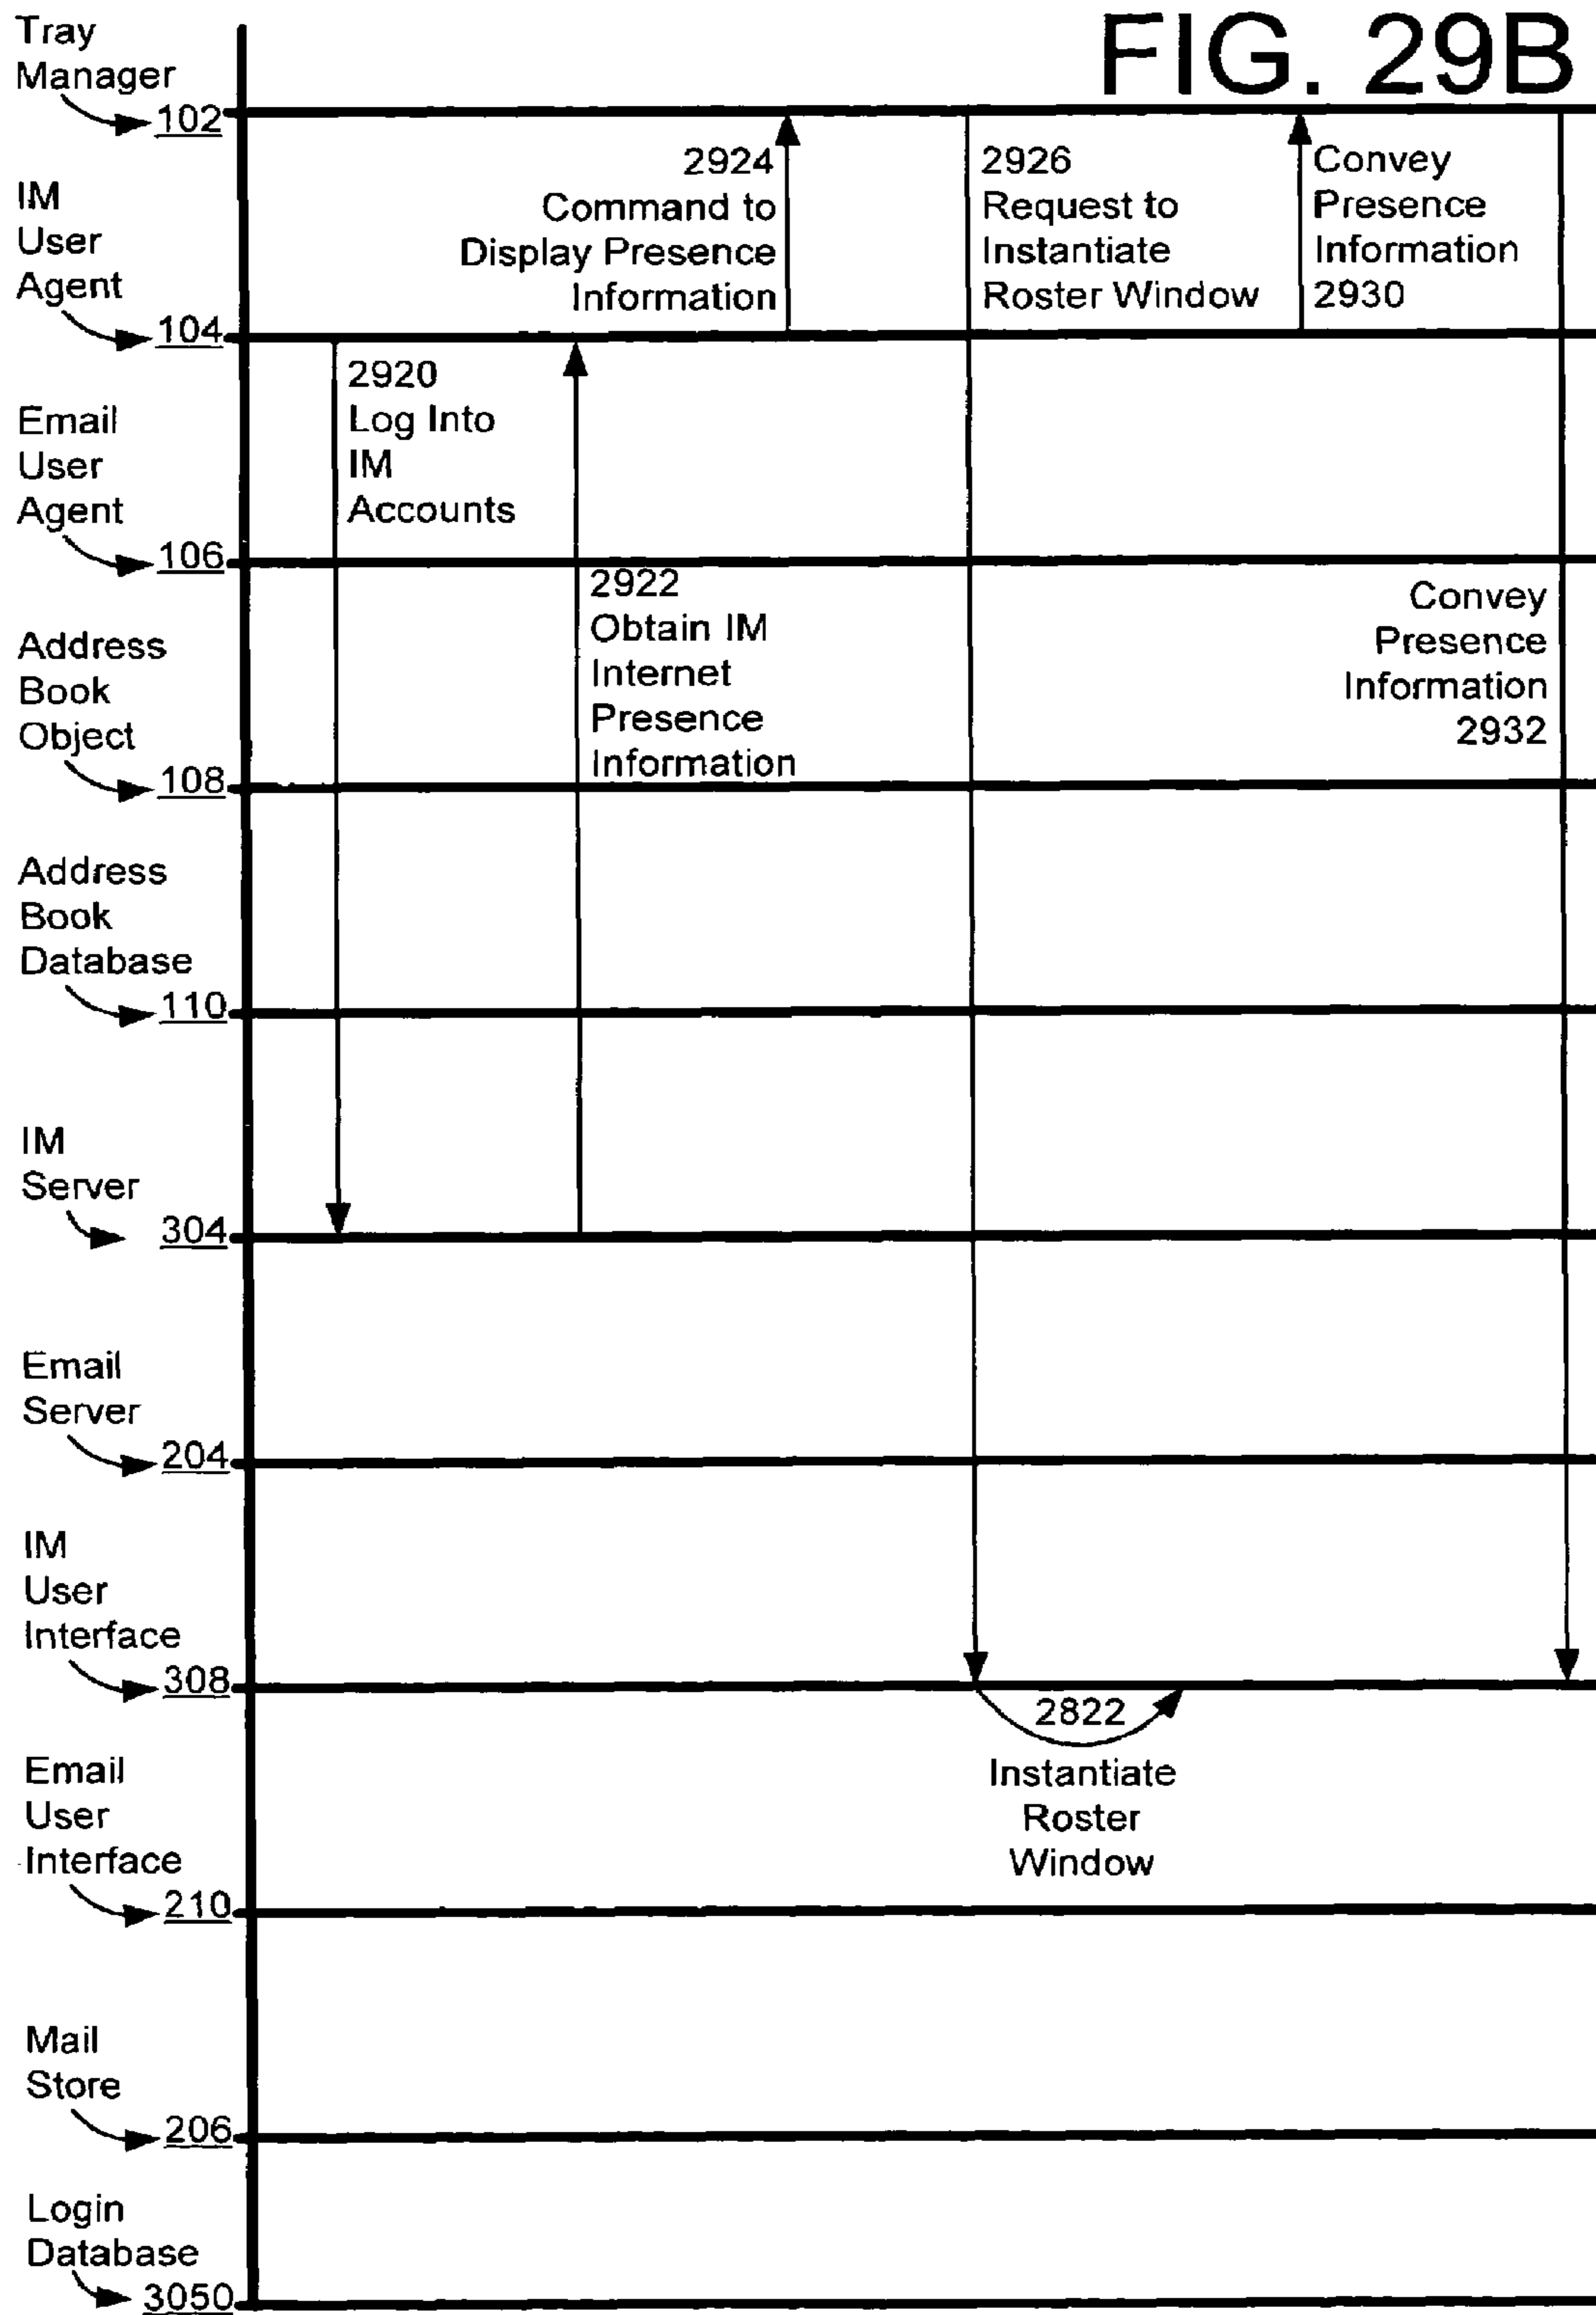 FIG. 29B
Tray
Manager
102
IM
User
Agent
104
Email
User
Agent
106
Address
Book
Object
108
Address
Book
Database
110
IM
Server
304
Email
Server
204
IM
User
Interface
308
Email
User
Interface
210
Mail
Store
206
Login
Database
3050
2920
Log Into
IM
Accounts
2922
Obtain IM
Internet
Presence
Information
2924
Command to
Display Presence
Information
2926
Request to
Instantiate
Roster Window
2822
Instantiate
Roster
Window
Convey
Presence
Information
2930
Convey
Presence
Information
2932